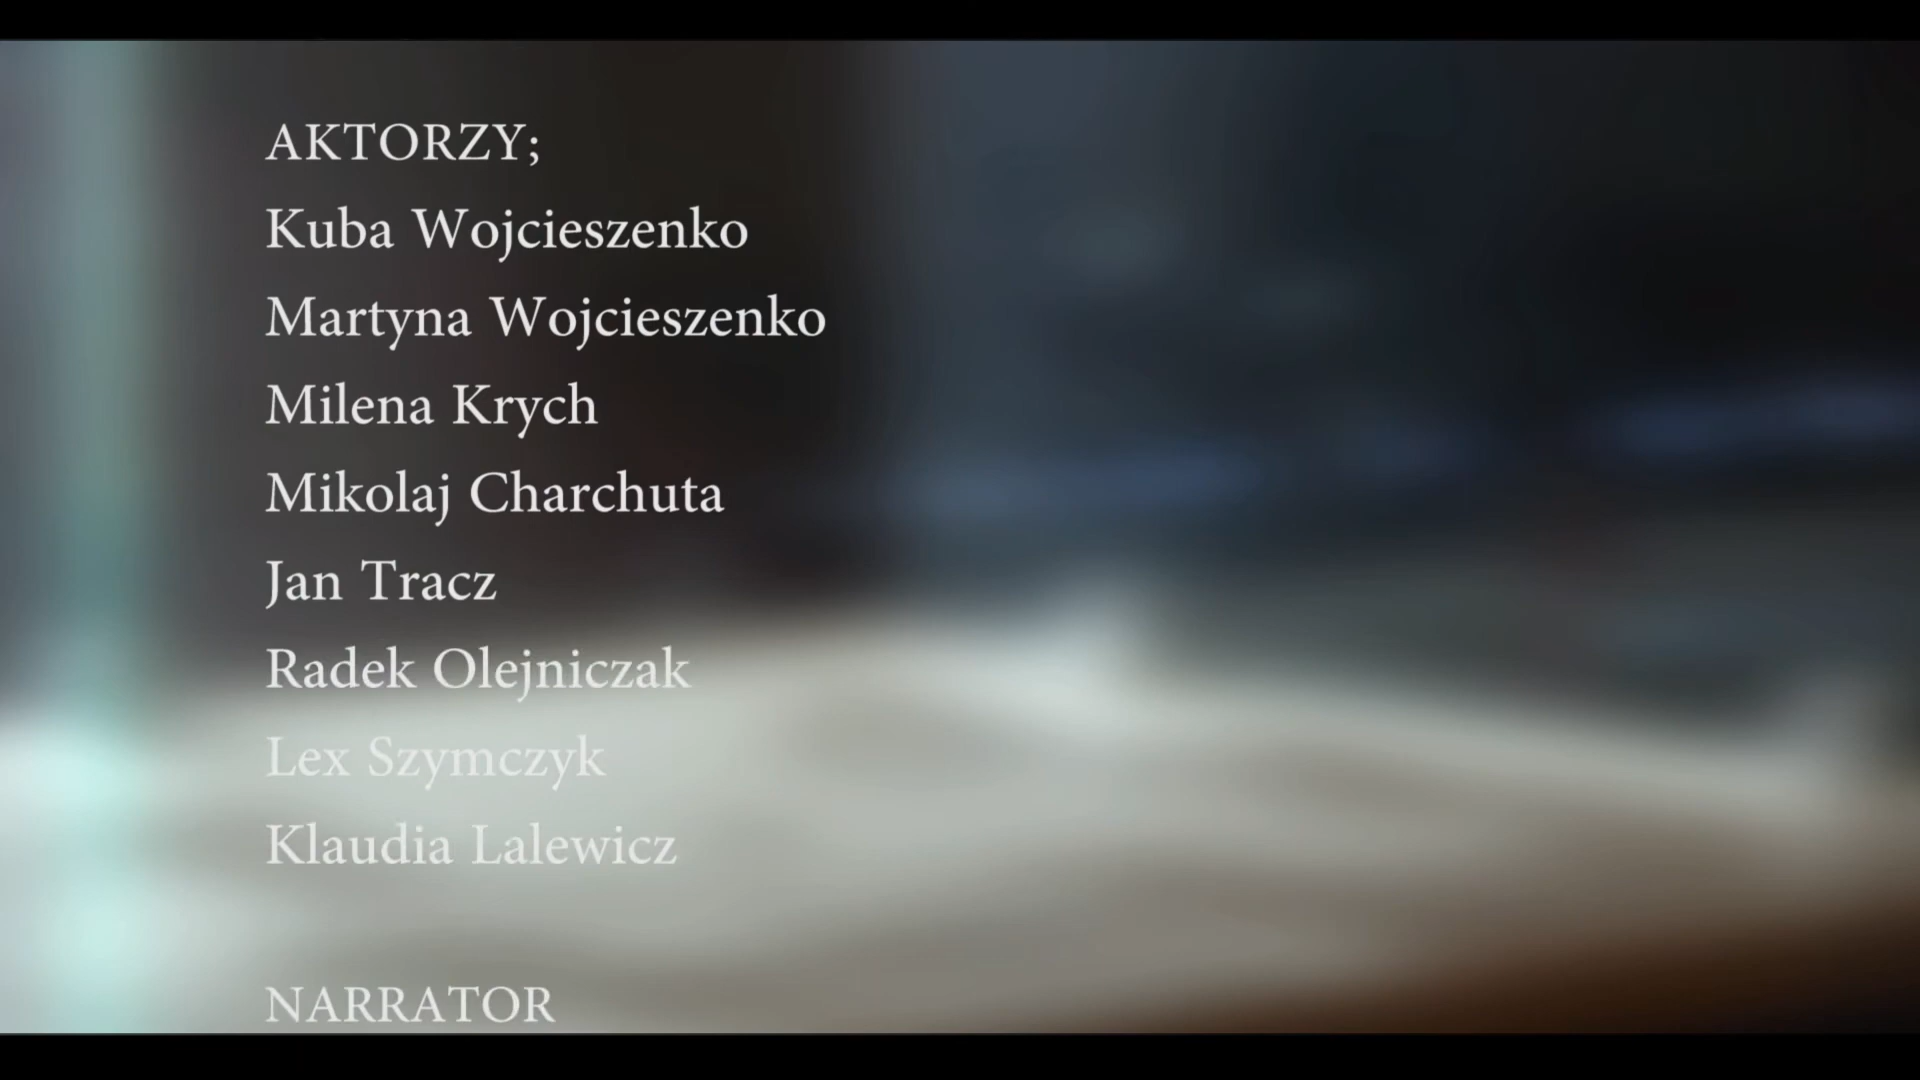 AKTORZY;
Kuba Wojcieszenko
Martyna Wojcieszenko
Milena Krych
Mikolaj Charchuta
Jan Tracz
Radek Olejniczak
Lex Szymczyk
Klaudia Lalewicz
NARRATOR